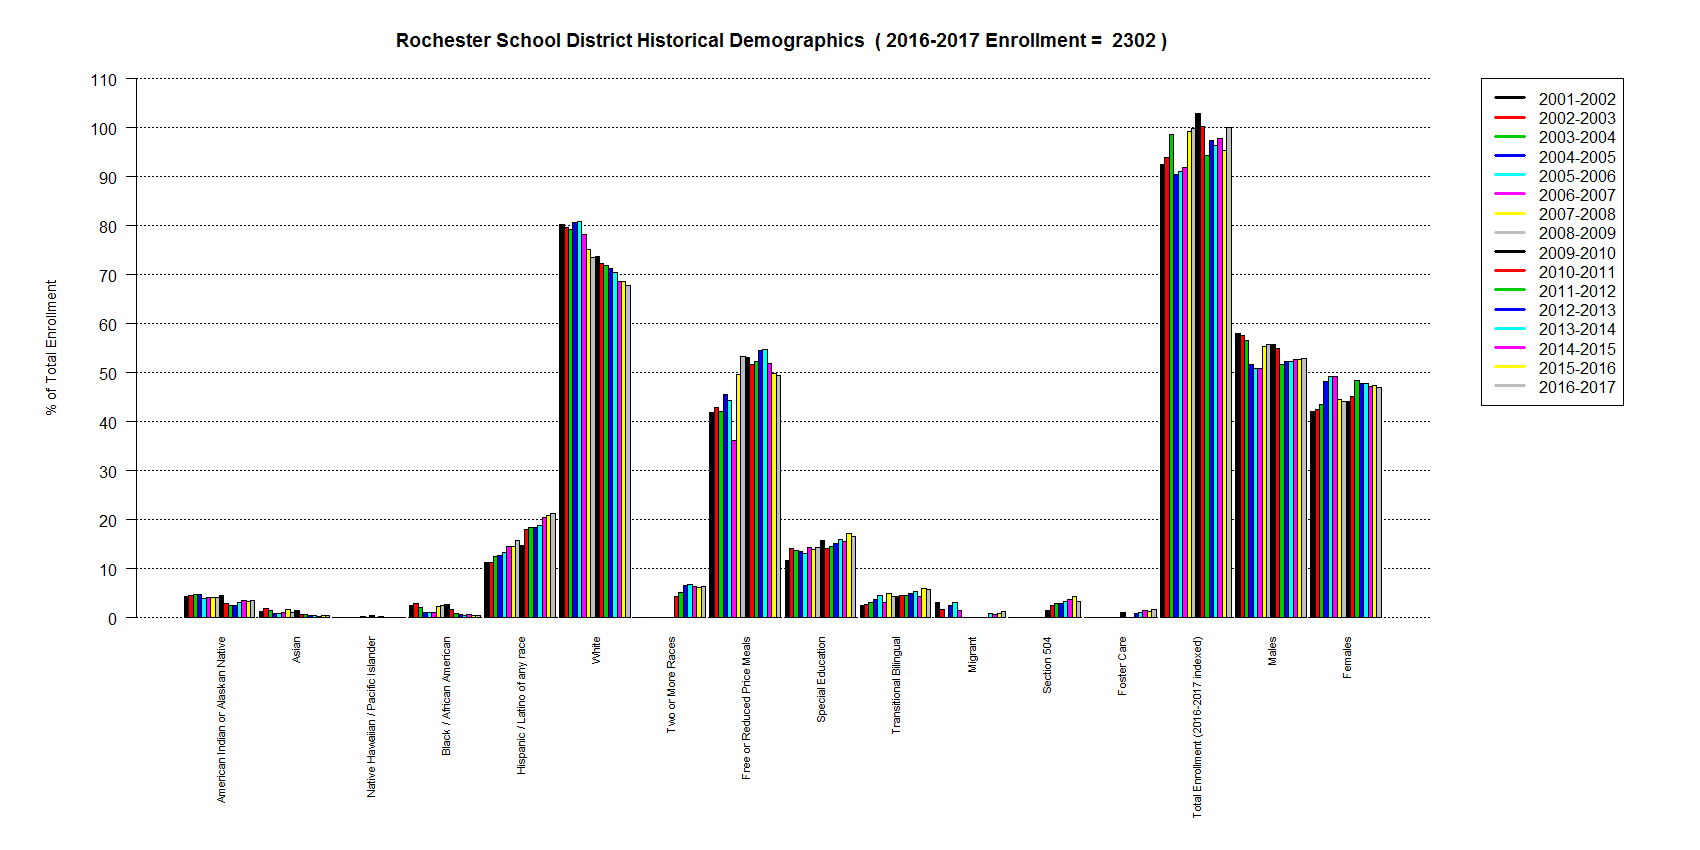 Rochester School District Historical Demographics ( 2016-2017 Enrollment = 2302 )
% of Total Enrollment
110
100
90
80
70
60
50
40
30
20
10
0
American Indian or Alaskan Native
Asian
Native Hawaiian / Pacific Islander
Black / African American
Hispanic / Latino of any race
White
Two or More Races
Free or Reduced Price Meals
Special Education
Transitional Bilingual
Migrant
Section 504
Foster Care
Total Enrollment (2016-2017 indexed)
Males
Females
2001-2002
2002-2003
2003-2004
2004-2005
2005-2006
2006-2007
2007-2008
2008-2009
2009-2010
2010-2011
2011-2012
2012-2013
2013-2014
2014-2015
2015-2016
2016-2017